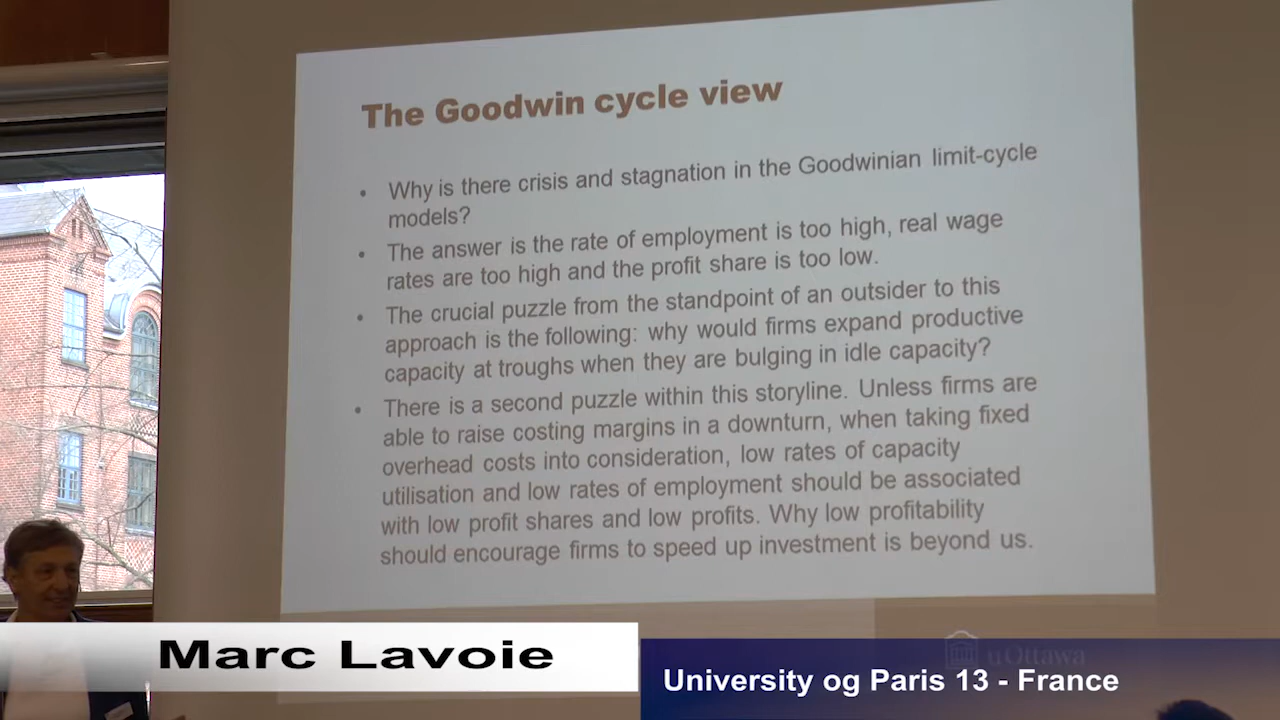 The Goodwin cycle view
• Why is there crisis and stagnation in the Goodwinian limit-cycle
models?
• The answer is the rate of employment is too high, real wage
rates are too high and the profit share is too low.
• The crucial puzzle from the standpoint of an outsider to this
approach is the following: why would firms expand productive
capacity at troughs when they are bulging in idle capacity?
• There is a second puzzle within this storyline. Unless firms are
able to raise costing margins in a downturn, when taking fixed
overhead costs into consideration, low rates of capacity
utilisation and low rates of employment should be associated
with low profit shares and low profits. Why low profitability
should encourage firms to speed up investment is beyond us.
uOttawa
Marc Lavoie
University og Paris 13 - France